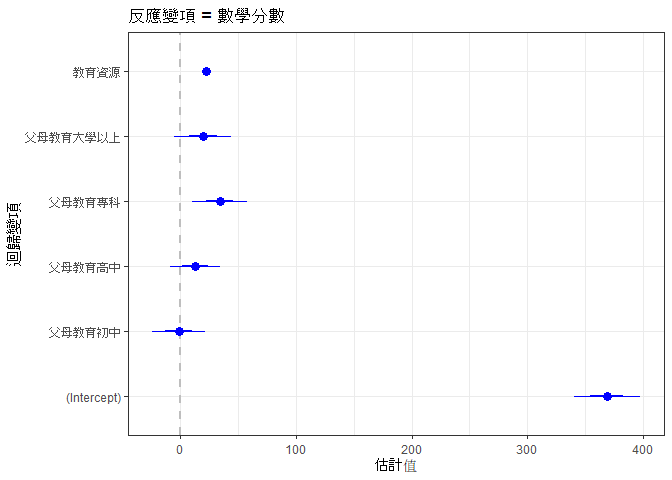 反應變項 = 數學分數
教育資源
父母教育大學以上
父母教育專科
父母教育高中
父母教育初中
(Intercept)
迴歸變項
0
100
200
300
400
估計值